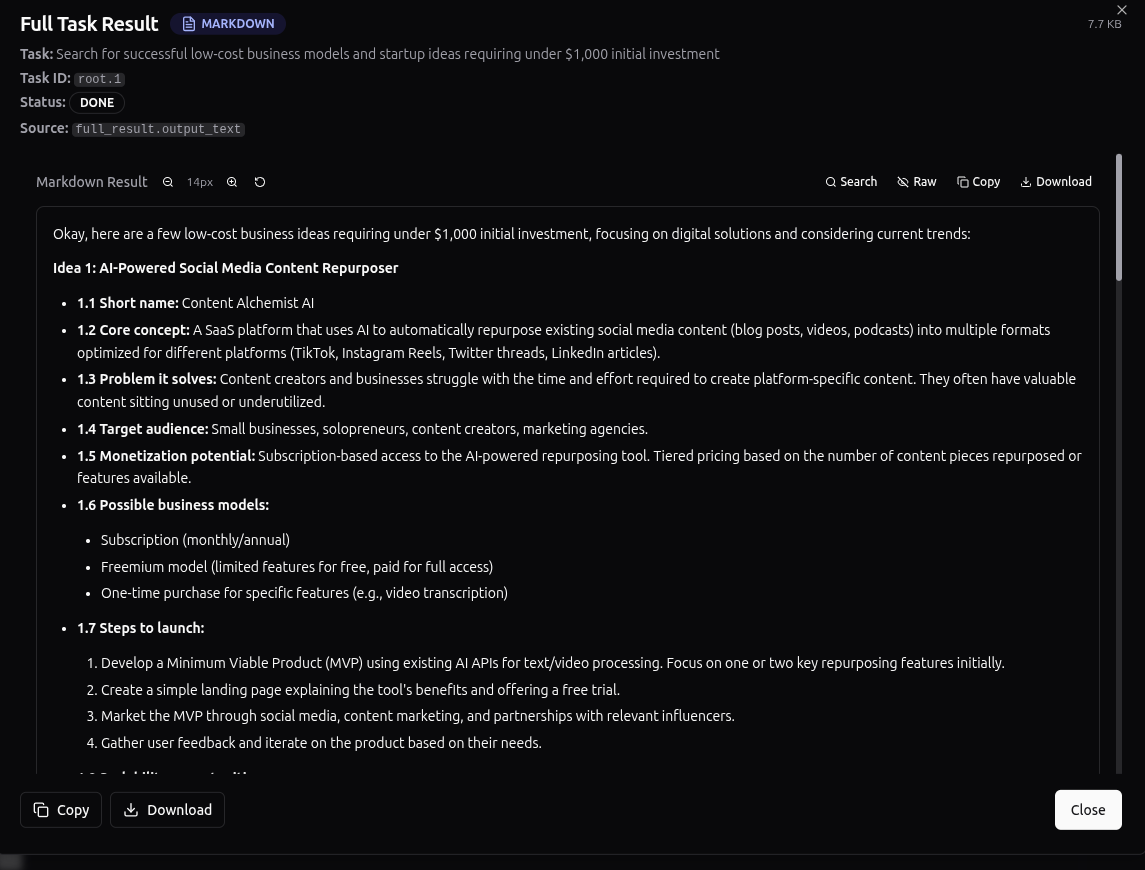 Full Task Result MARKDOWN
7.7 KB
Task: Search for successful low-cost business models and startup ideas requiring under $1,000 initial investment
Task ID: root.1
Status: DONE
Source: full_result.output_text
Markdown Result 14px Search Raw Copy Download
Okay, here are a few low-cost business ideas requiring under $1,000 initial investment, focusing on digital solutions and considering current trends:
Idea 1: AI-Powered Social Media Content Repurposer
• 1.1 Short name: Content Alchemist AI
• 1.2 Core concept: A SaaS platform that uses AI to automatically repurpose existing social media content (blog posts, videos, podcasts) into multiple formats
optimized for different platforms (TikTok, Instagram Reels, Twitter threads, LinkedIn articles).
• 1.3 Problem it solves: Content creators and businesses struggle with the time and effort required to create platform-specific content. They often have valuable
content sitting unused or underutilized.
• 1.4 Target audience: Small businesses, solopreneurs, content creators, marketing agencies.
• 1.5 Monetization potential: Subscription-based access to the AI-powered repurposing tool. Tiered pricing based on the number of content pieces repurposed or
features available.
• 1.6 Possible business models:
• Subscription (monthly/annual)
• Freemium model (limited features for free, paid for full access)
• One-time purchase for specific features (e.g., video transcription)
• 1.7 Steps to launch:
1. Develop a Minimum Viable Product (MVP) using existing AI APIs for text/video processing. Focus on one or two key repurposing features initially.
2. Create a simple landing page explaining the tool's benefits and offering a free trial.
3. Market the MVP through social media, content marketing, and partnerships with relevant influencers.
4. Gather user feedback and iterate on the product based on their needs.
Copy Download Close